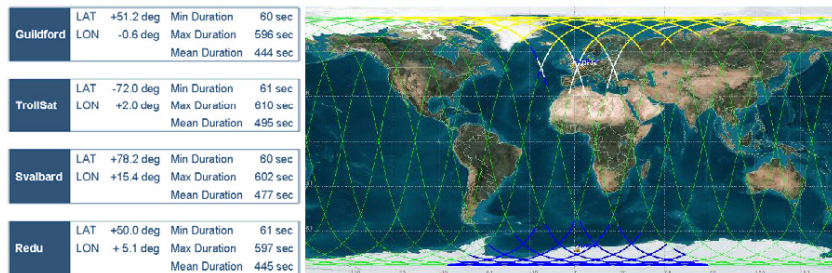 Guildford
LAT +51.2 deg Min Duration 60 sec
LON -0.6 deg Max Duration 596 sec
Mean Duration 444 sec
TrollSat
LAT -72.0 deg Min Duration 61 sec
LON +2.0 deg Max Duration 610 sec
Mean Duration 495 sec
Svalbard
LAT +78.2 deg Min Duration 60 sec
LON +15.4 deg Max Duration 602 sec
Mean Duration 477 sec
Redu
LAT +50.0 deg Min Duration 61 sec
LON + 5.1 deg Max Duration 597 sec
Mean Duration 445 sec